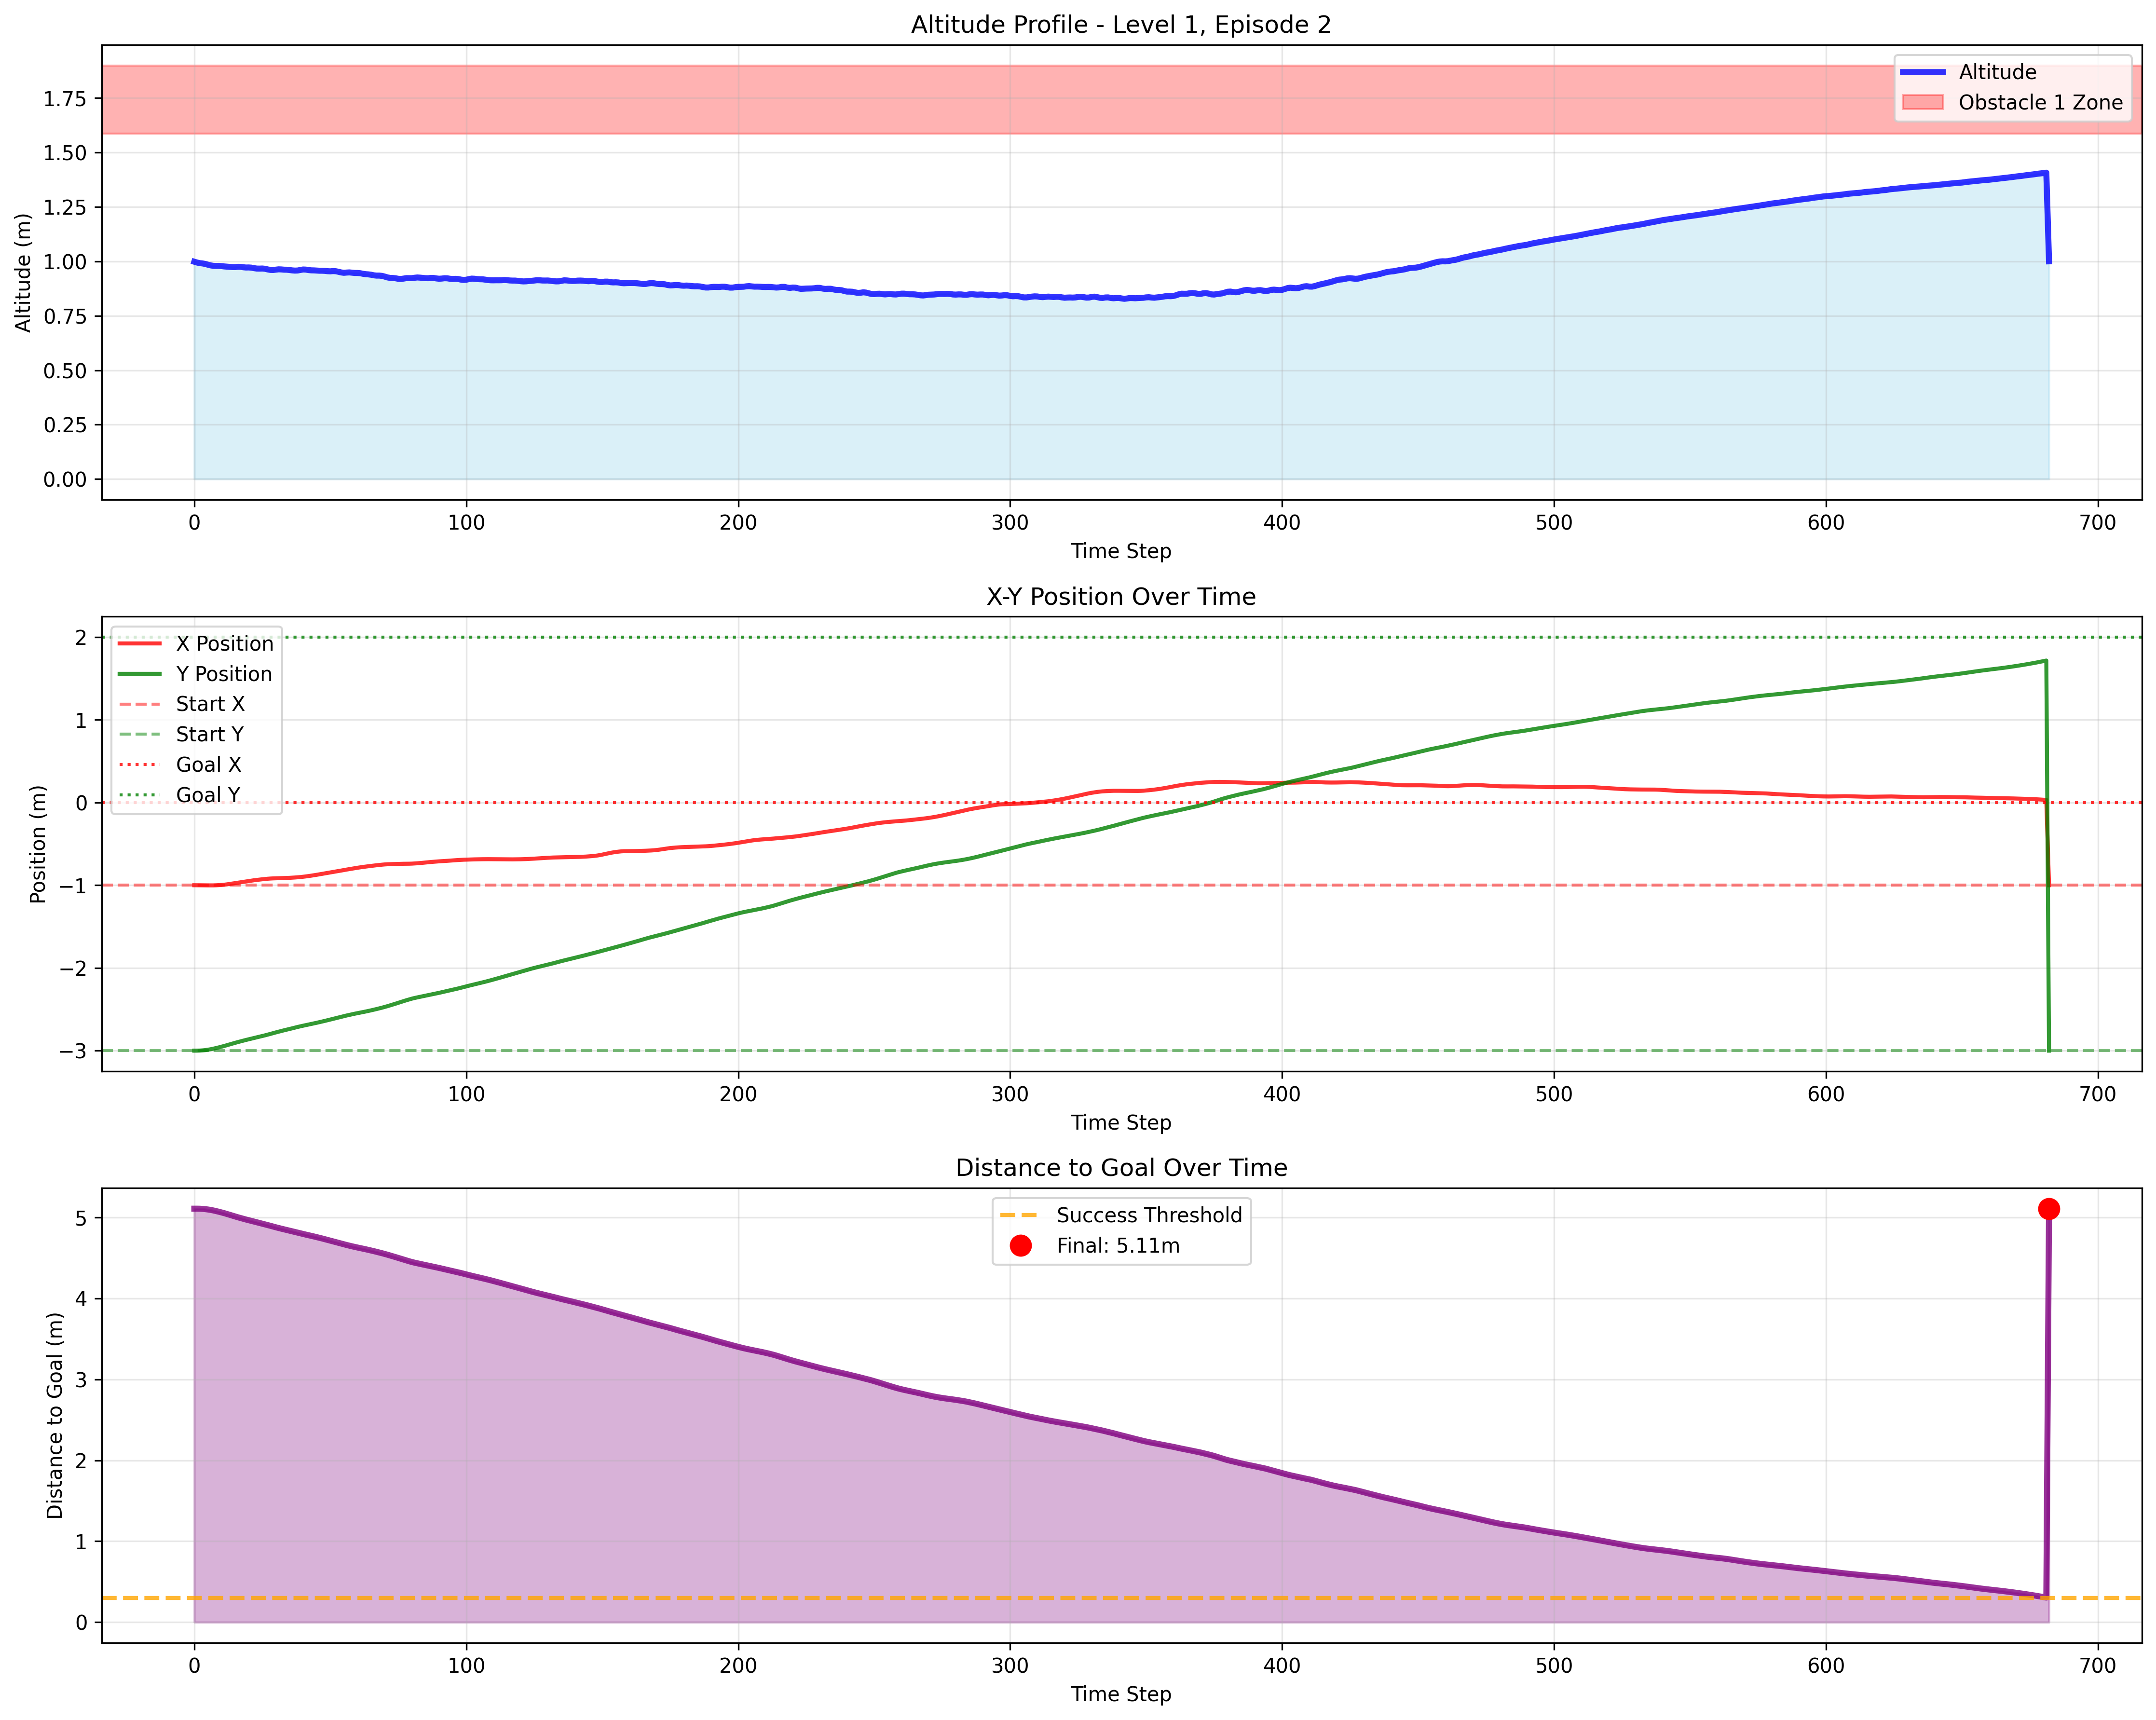 Altitude Profile - Level 1, Episode 2
Altitude (m)
1.75
1.50
1.25
1.00
0.75
0.50
0.25
0.00
Altitude
Obstacle 1 Zone
0 100 200 300 400 500 600 700
Time Step
X-Y Position Over Time
Position (m)
2
1
0
−1
−2
−3
X Position
Y Position
Start X
Start Y
Goal X
Goal Y
0 100 200 300 400 500 600 700
Time Step
Distance to Goal Over Time
Distance to Goal (m)
5
4
3
2
1
0
Success Threshold
Final: 5.11m
0 100 200 300 400 500 600 700
Time Step